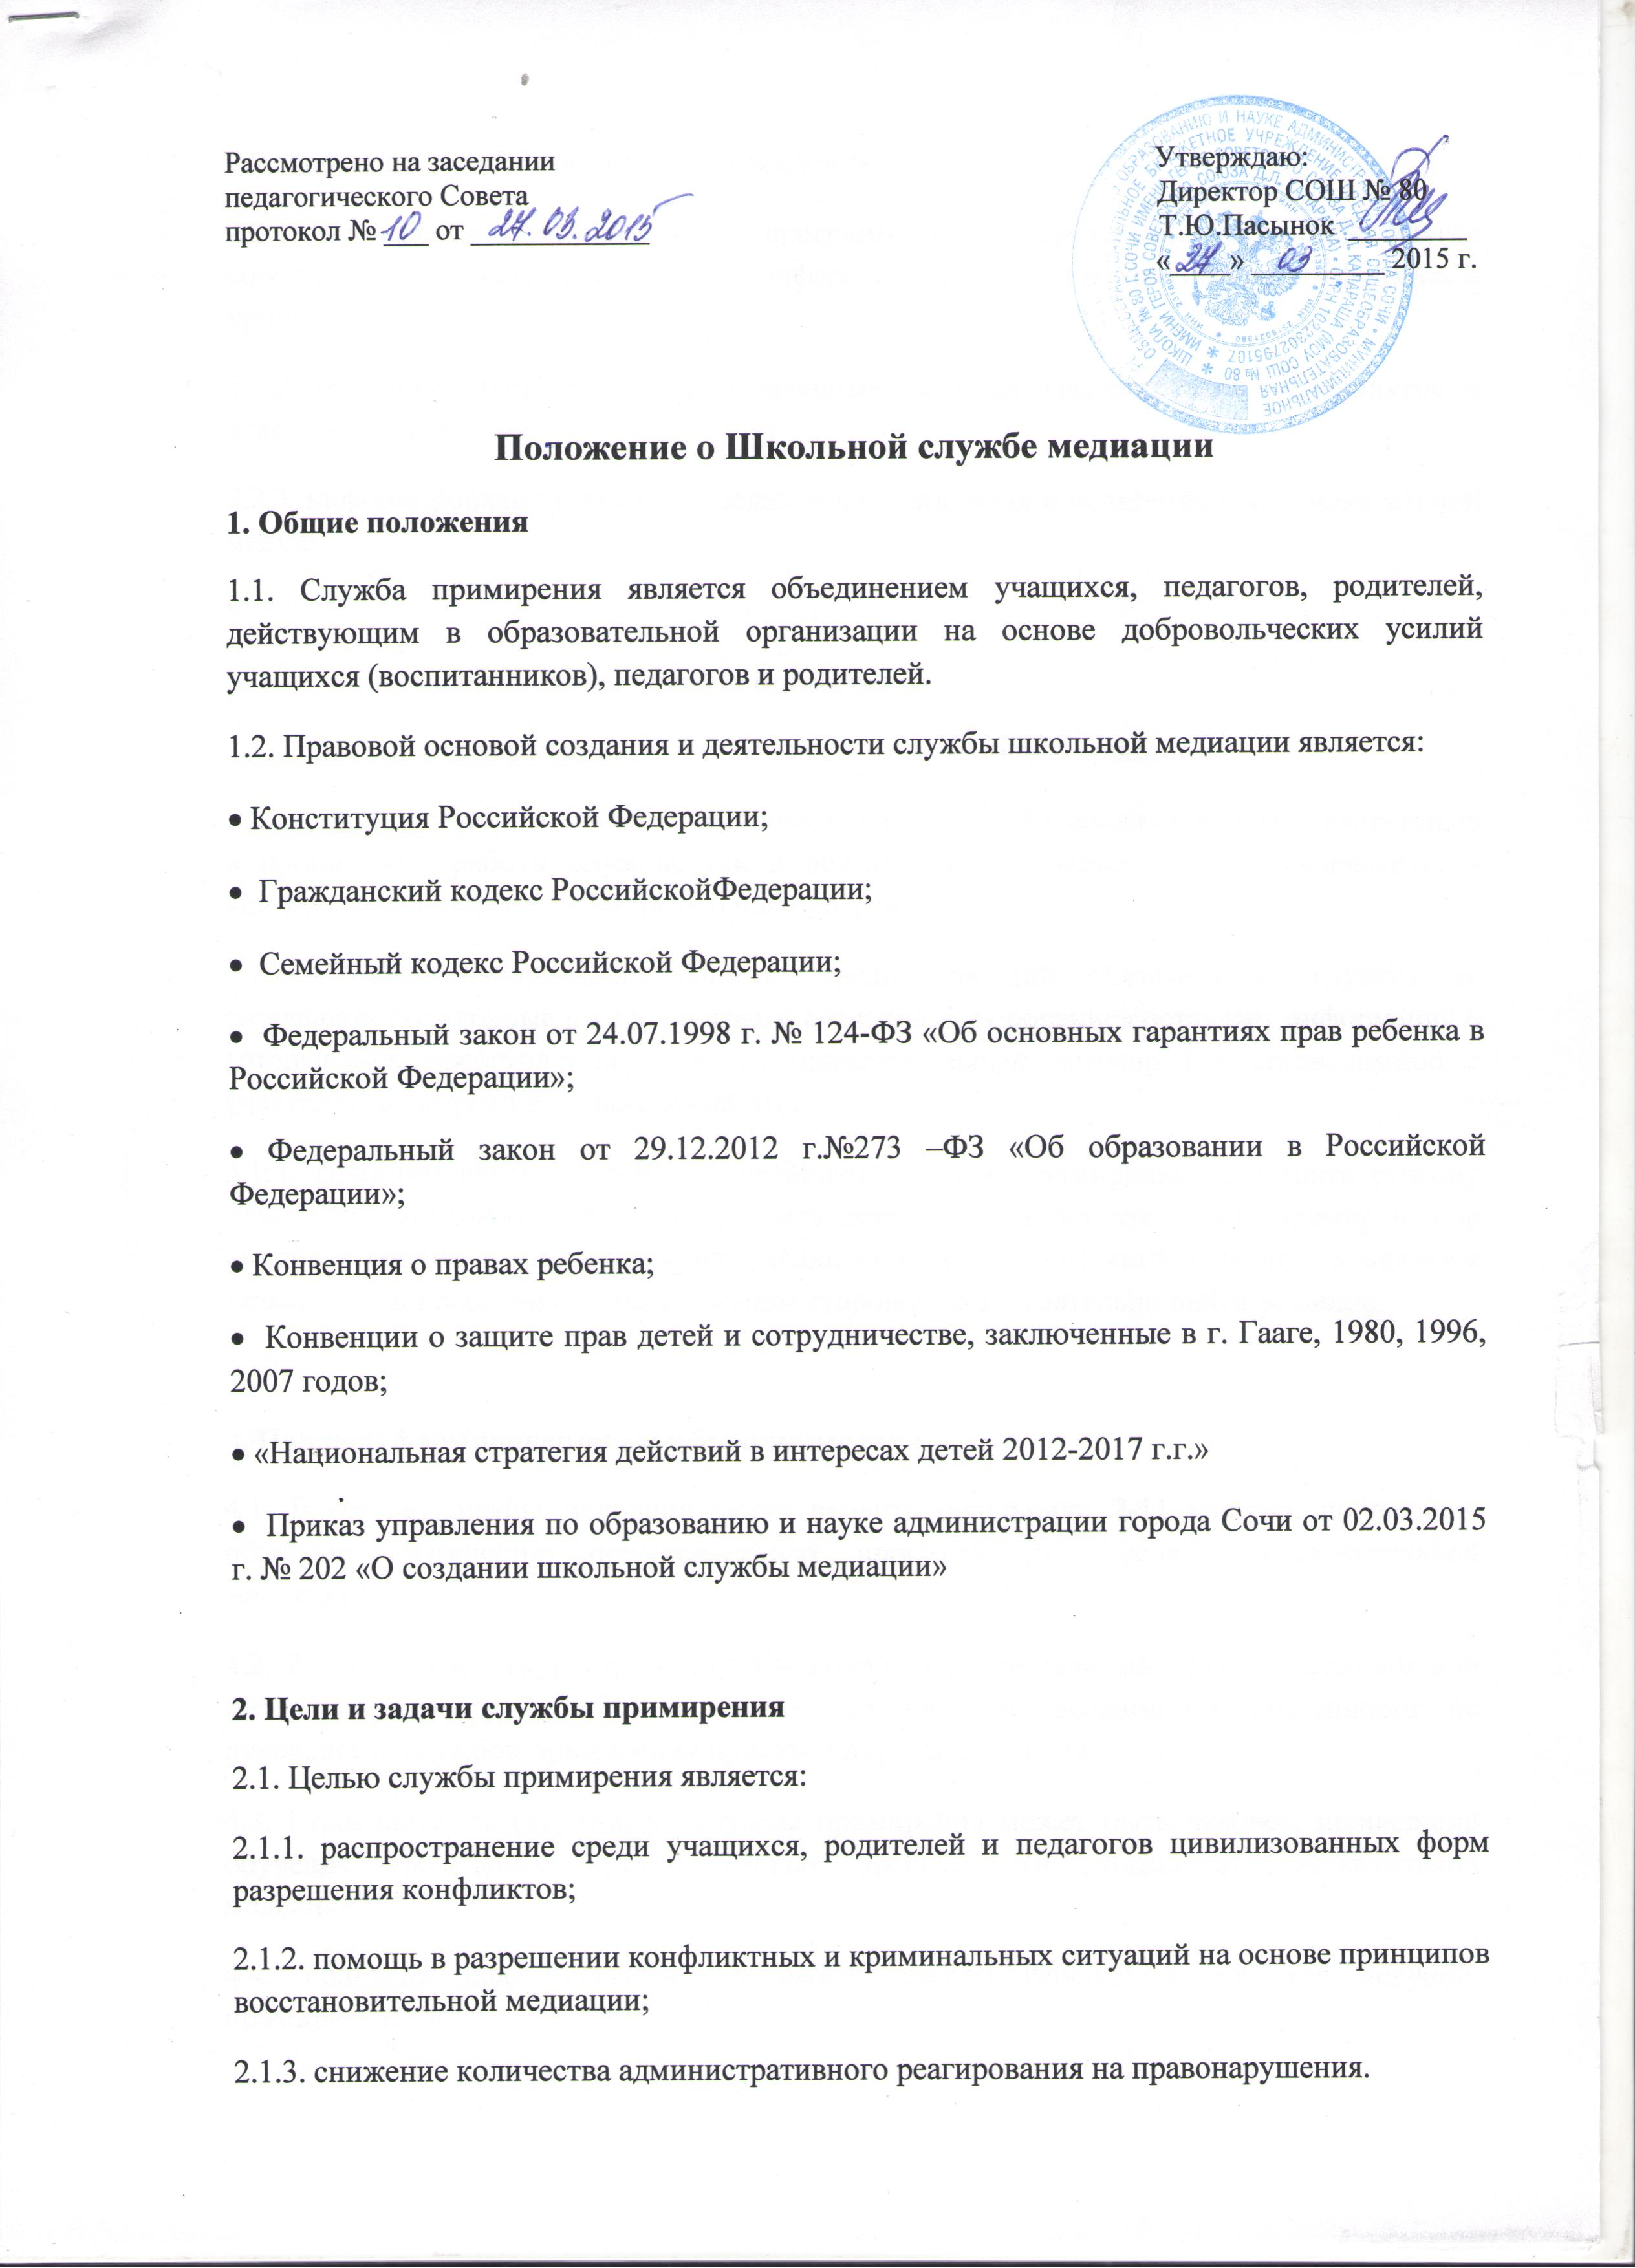 Рассмотрено на заседании
педагогического Совета
протокол № 10 от 27.03.2015
Утверждаю:
Директор СОШ № 80
Т.Ю.Пасынок
«27» 03 2015 г.
Положение о Школьной службе медиации
1. Общие положения
1.1. Служба примирения является объединением учащихся, педагогов, родителей,
действующим в образовательной организации на основе добровольческих усилий
учащихся (воспитанников), педагогов и родителей.
1.2. Правовой основой создания и деятельности службы школьной медиации является:
• Конституция Российской Федерации;
• Гражданский кодекс РоссийскойФедерации;
• Семейный кодекс Российской Федерации;
• Федеральный закон от 24.07.1998 г. № 124-ФЗ «Об основных гарантиях прав ребенка в
Российской Федерации»;
• Федеральный закон от 29.12.2012 г.№273 –ФЗ «Об образовании в Российской
Федерации»;
• Конвенция о правах ребенка;
• Конвенции о защите прав детей и сотрудничестве, заключенные в г. Гааге, 1980, 1996,
2007 годов;
• «Национальная стратегия действий в интересах детей 2012-2017 г.г.»
• Приказ управления по образованию и науке администрации города Сочи от 02.03.2015
г. № 202 «О создании школьной службы медиации»
2. Цели и задачи службы примирения
2.1. Целью службы примирения является:
2.1.1. распространение среди учащихся, родителей и педагогов цивилизованных форм
разрешения конфликтов;
2.1.2. помощь в разрешении конфликтных и криминальных ситуаций на основе принципов
восстановительной медиации;
2.1.3. снижение количества административного реагирования на правонарушения.